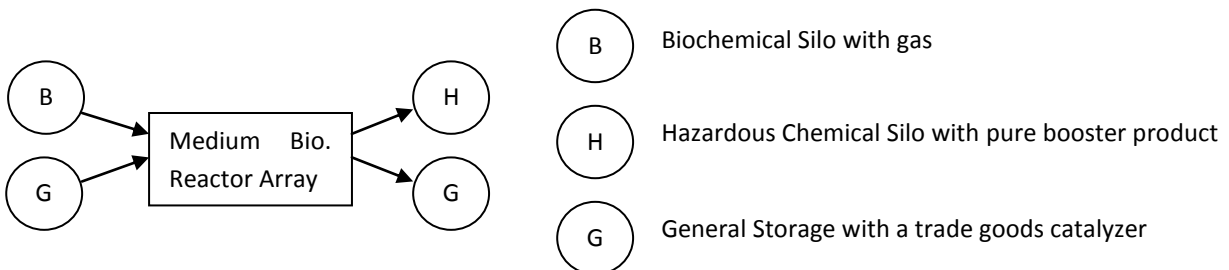 B
G
Medium Bio.
Reactor Array
H
G
B
Biochemical Silo with gas
H
Hazardous Chemical Silo with pure booster product
G
General Storage with a trade goods catalyzer